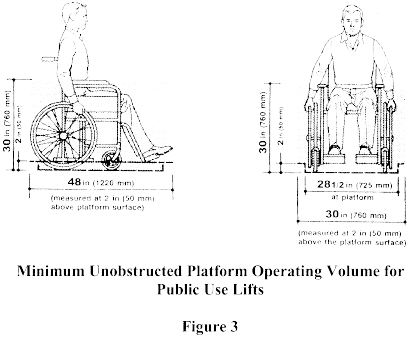 30 in (760 mm)
2 in (50 mm)
48 in (1220 mm)
(measured at 2 in (50 mm)
above platform surface)
30 in (760 mm)
2 in (50 mm)
28 1/2 in (725 mm)
at platform
30 in (760 mm)
(measured at 2 in (50 mm)
above the platform surface)
Minimum Unobstructed Platform Operating Volume for
Public Use Lifts
Figure 3